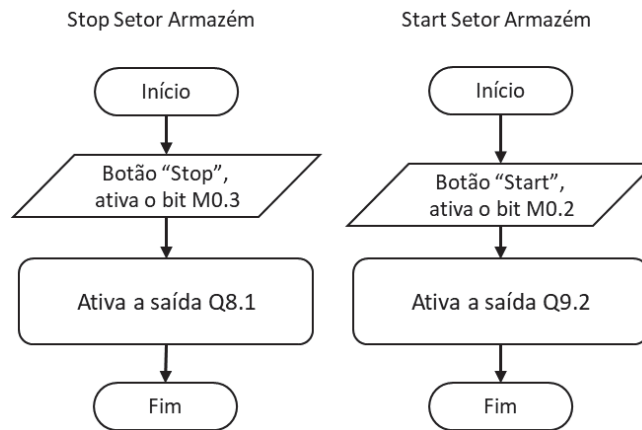 Stop Setor Armazém
Início
Botão “Stop”,
ativa o bit M0.3
Ativa a saída Q8.1
Fim
Start Setor Armazém
Início
Botão “Start”,
ativa o bit M0.2
Ativa a saída Q9.2
Fim